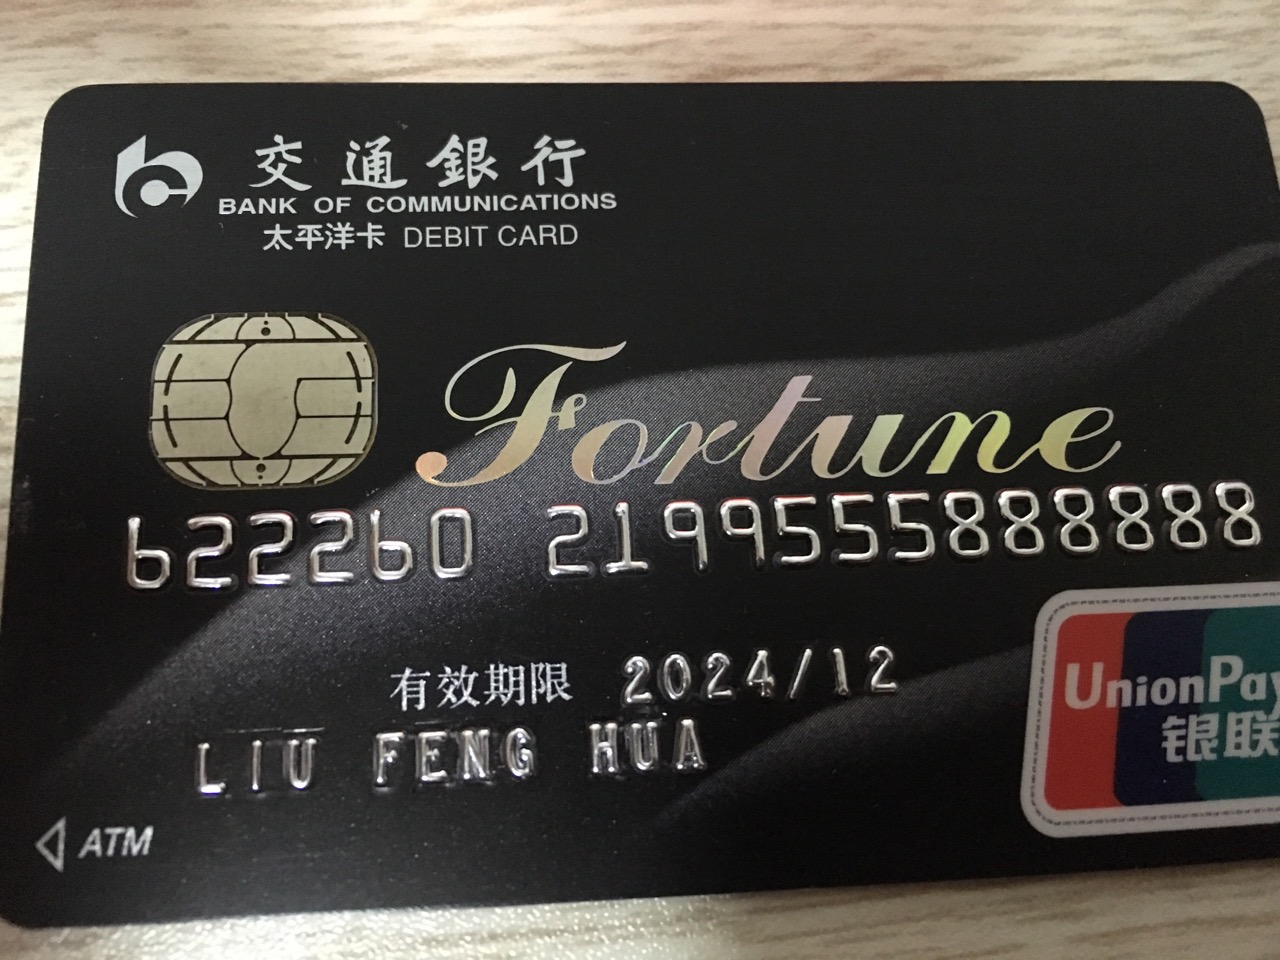 交通銀行
BANK OF COMMUNICATIONS
太平洋卡 DEBIT CARD
Fortune
622260 2199555888888
有效期限 2024/12
LIU FENG HUA
UnionPay
银联
ATM